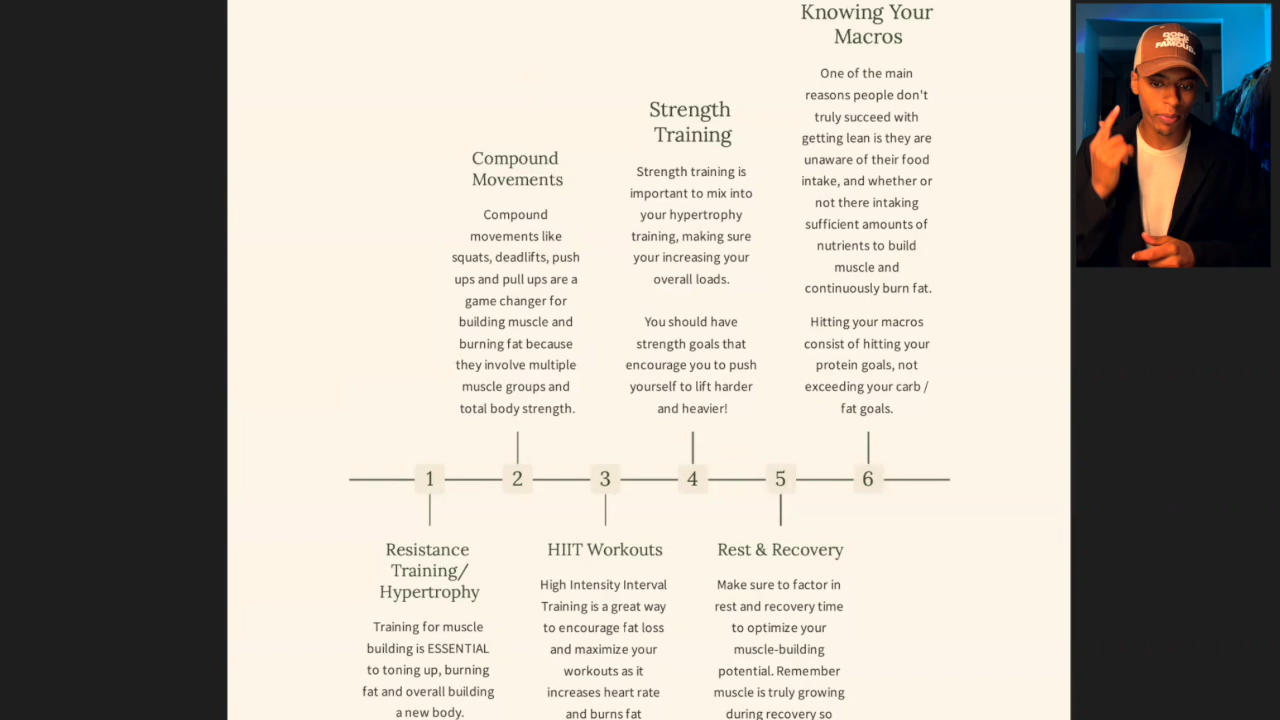 Knowing Your
Macros
One of the main
reasons people don't
truly succeed with
getting lean is they are
unaware of their food
intake, and whether or
not there intaking
sufficient amounts of
nutrients to build
muscle and
continuously burn fat.
Hitting your macros
consist of hitting your
protein goals, not
exceeding your carb /
fat goals.
Strength
Training
Strength training is
important to mix into
your hypertrophy
training, making sure
your increasing your
overall loads.
You should have
strength goals that
encourage you to push
yourself to lift harder
and heavier!
Compound
Movements
Compound
movements like
squats, deadlifts, push
ups and pull ups are a
game changer for
building muscle and
burning fat because
they involve multiple
muscle groups and
total body strength.
1
2
3
4
5
6
Resistance
Training/
Hypertrophy
Training for muscle
building is ESSENTIAL
to toning up, burning
fat and overall building
a new body.
HIIT Workouts
High Intensity Interval
Training is a great way
to encourage fat loss
and maximize your
workouts as it
increases heart rate
and burns fat
Rest & Recovery
Make sure to factor in
rest and recovery time
to optimize your
muscle-building
potential. Remember
muscle is truly growing
during recovery so
DOPE
FAMOUS.